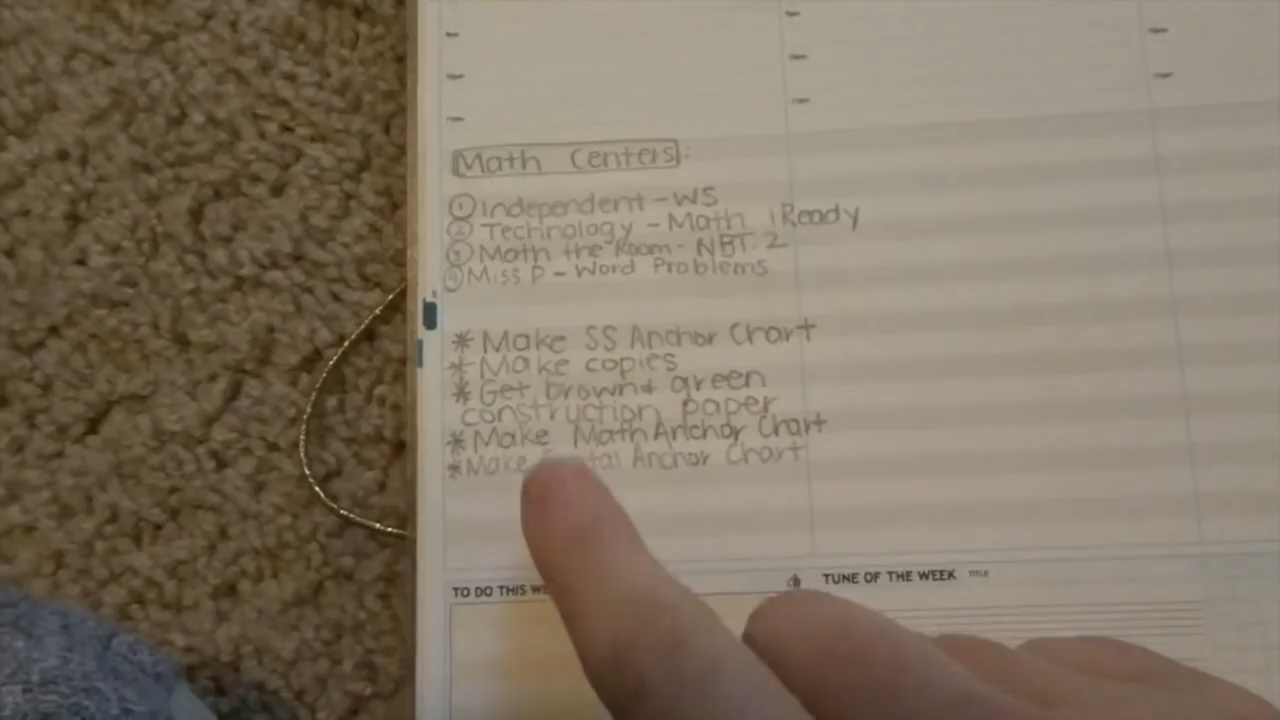 Math Centers:
① Independent - WS
② Technology - Math iReady
③ Math the Room - NBT. 2
④ Miss P - Word Problems
* Make SS Anchor Chart
* Make copies
* Get brown + green
construction paper
* Make Math Anchor Chart
* Make Anchor Chart
TO DO THIS
TUNE OF THE WEEK TITLE